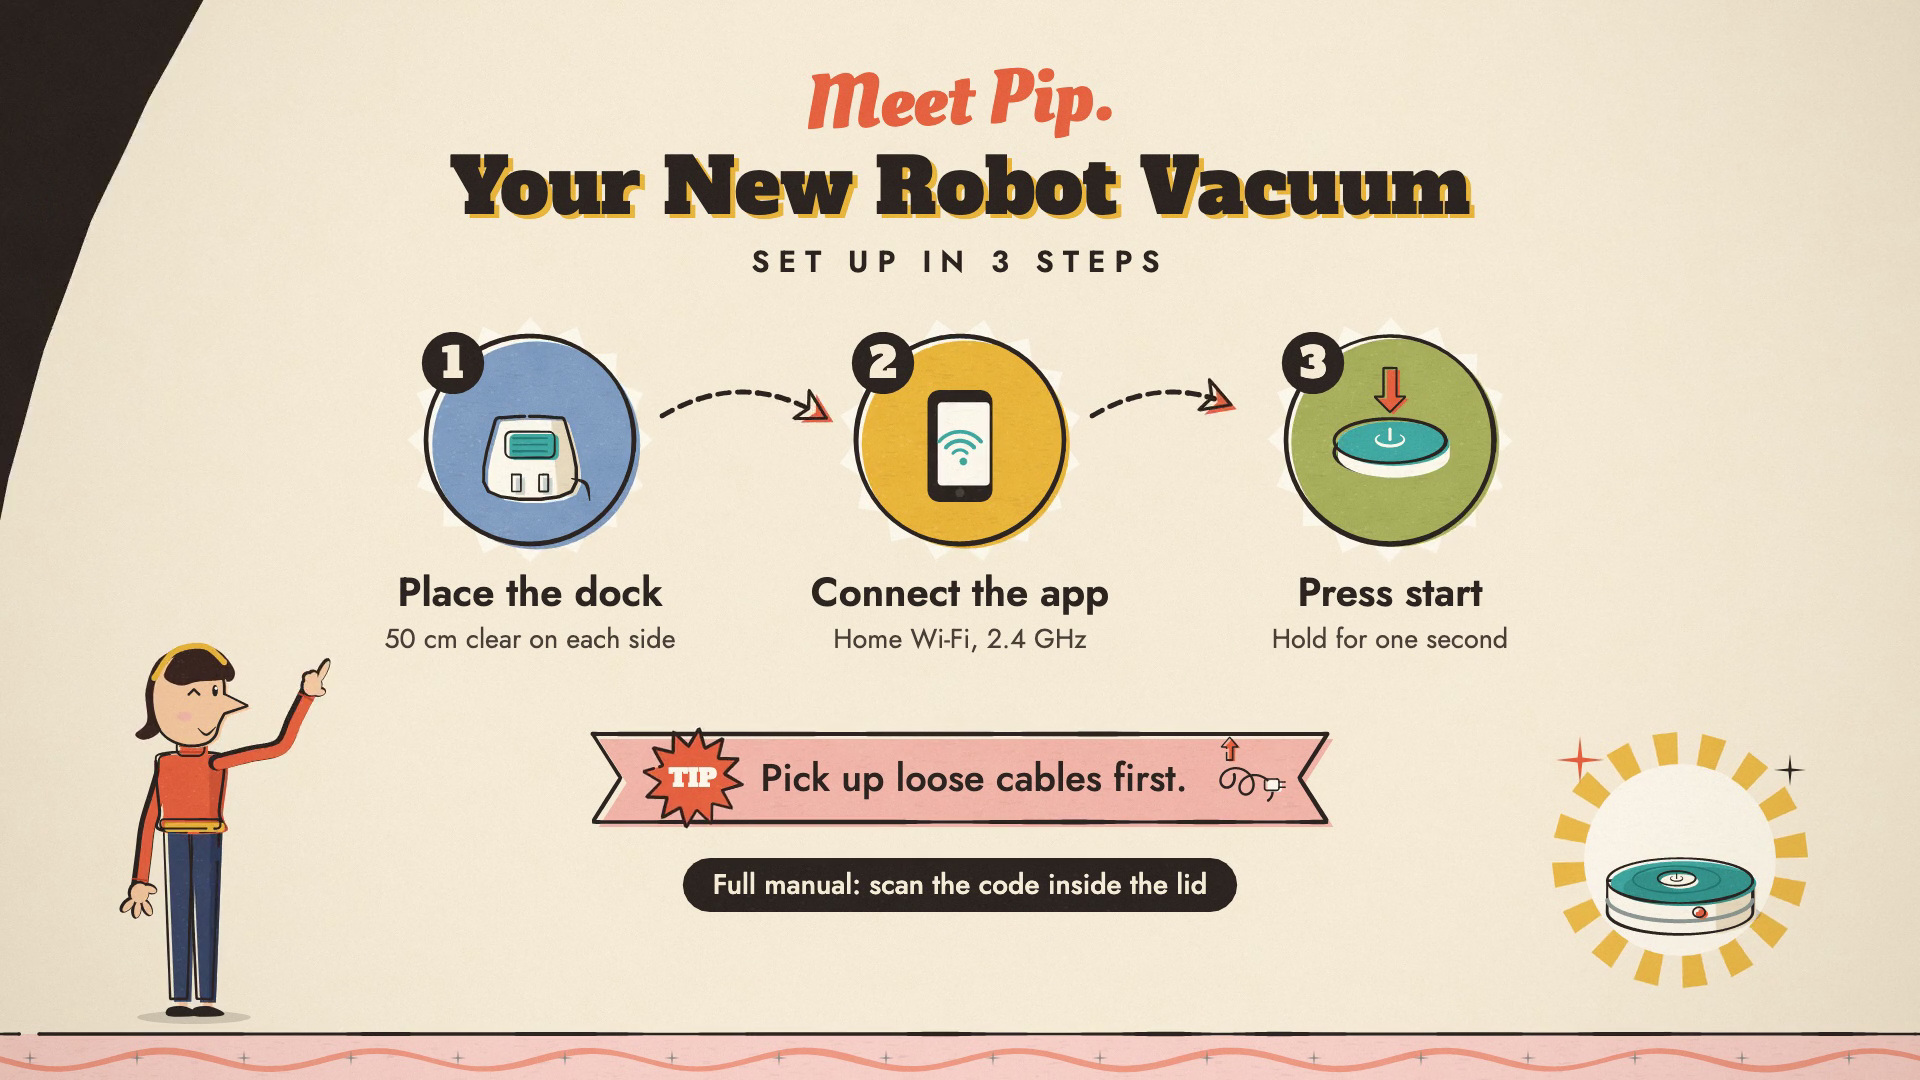 Meet Pip.
Your New Robot Vacuum
SET UP IN 3 STEPS
1
2
3
Place the dock
50 cm clear on each side
Connect the app
Home Wi-Fi, 2.4 GHz
Press start
Hold for one second
TIP
Pick up loose cables first.
Full manual: scan the code inside the lid